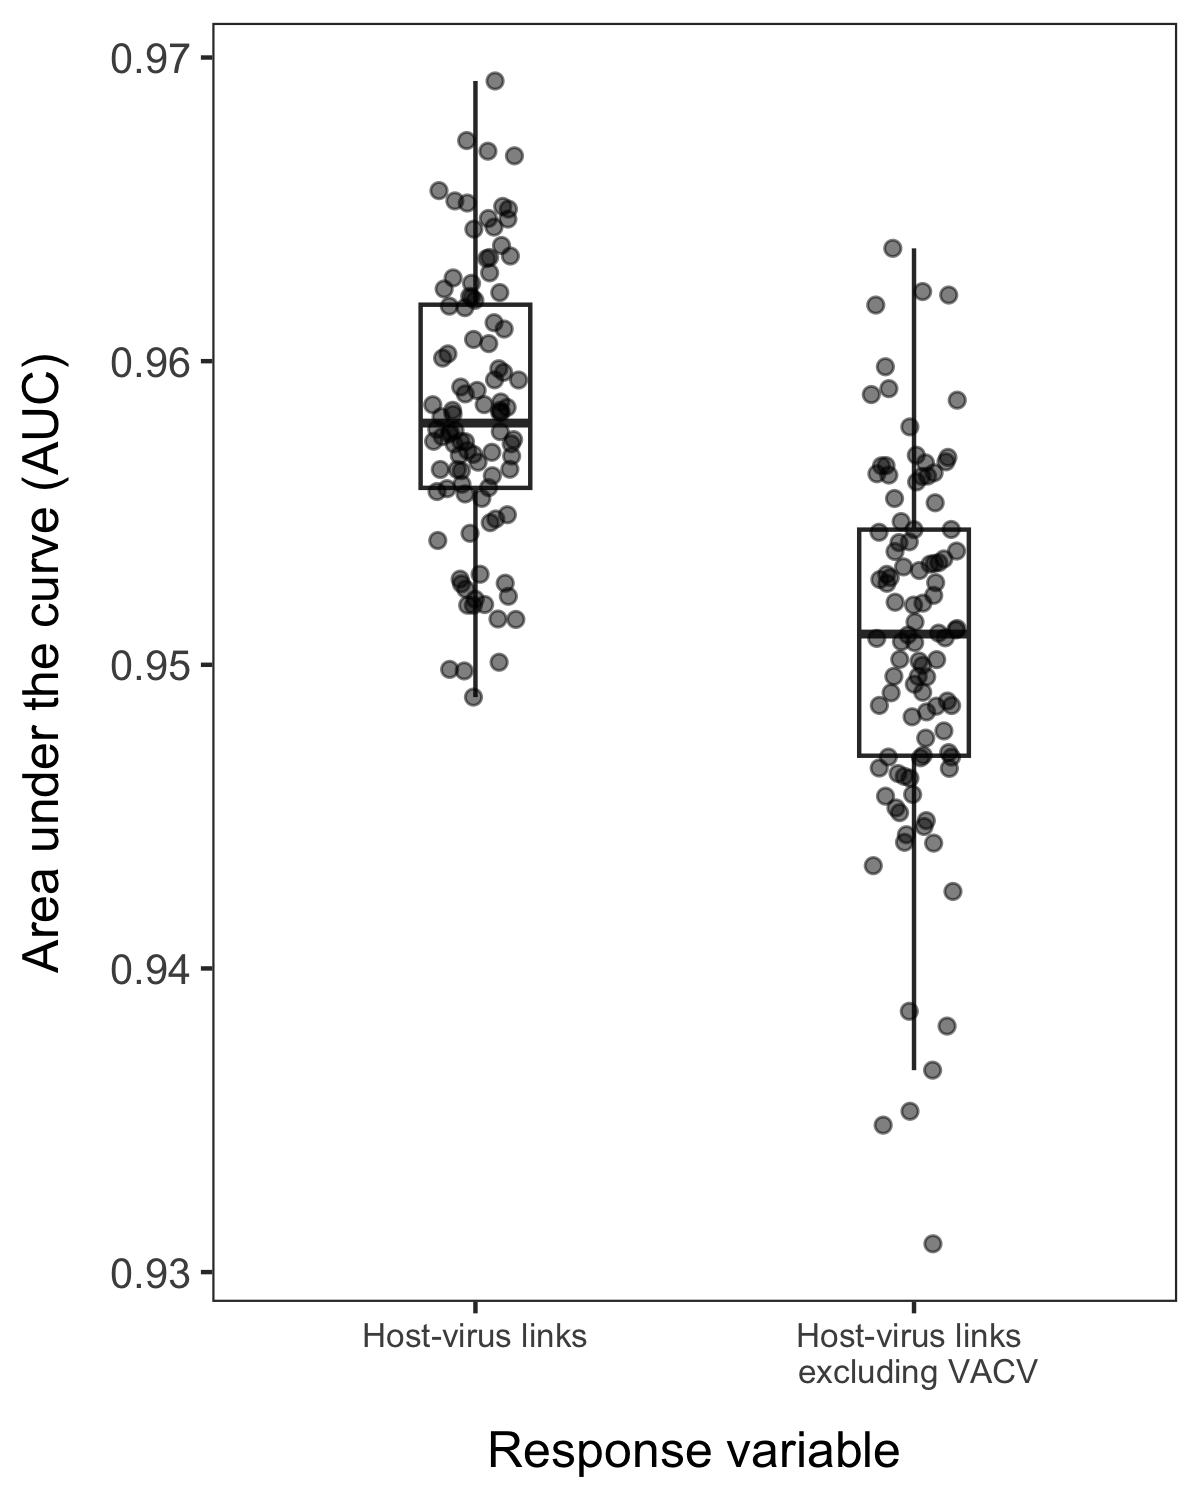 Area under the curve (AUC)
0.97
0.96
0.95
0.94
0.93
Host-virus links
Host-virus links
excluding VACV
Response variable